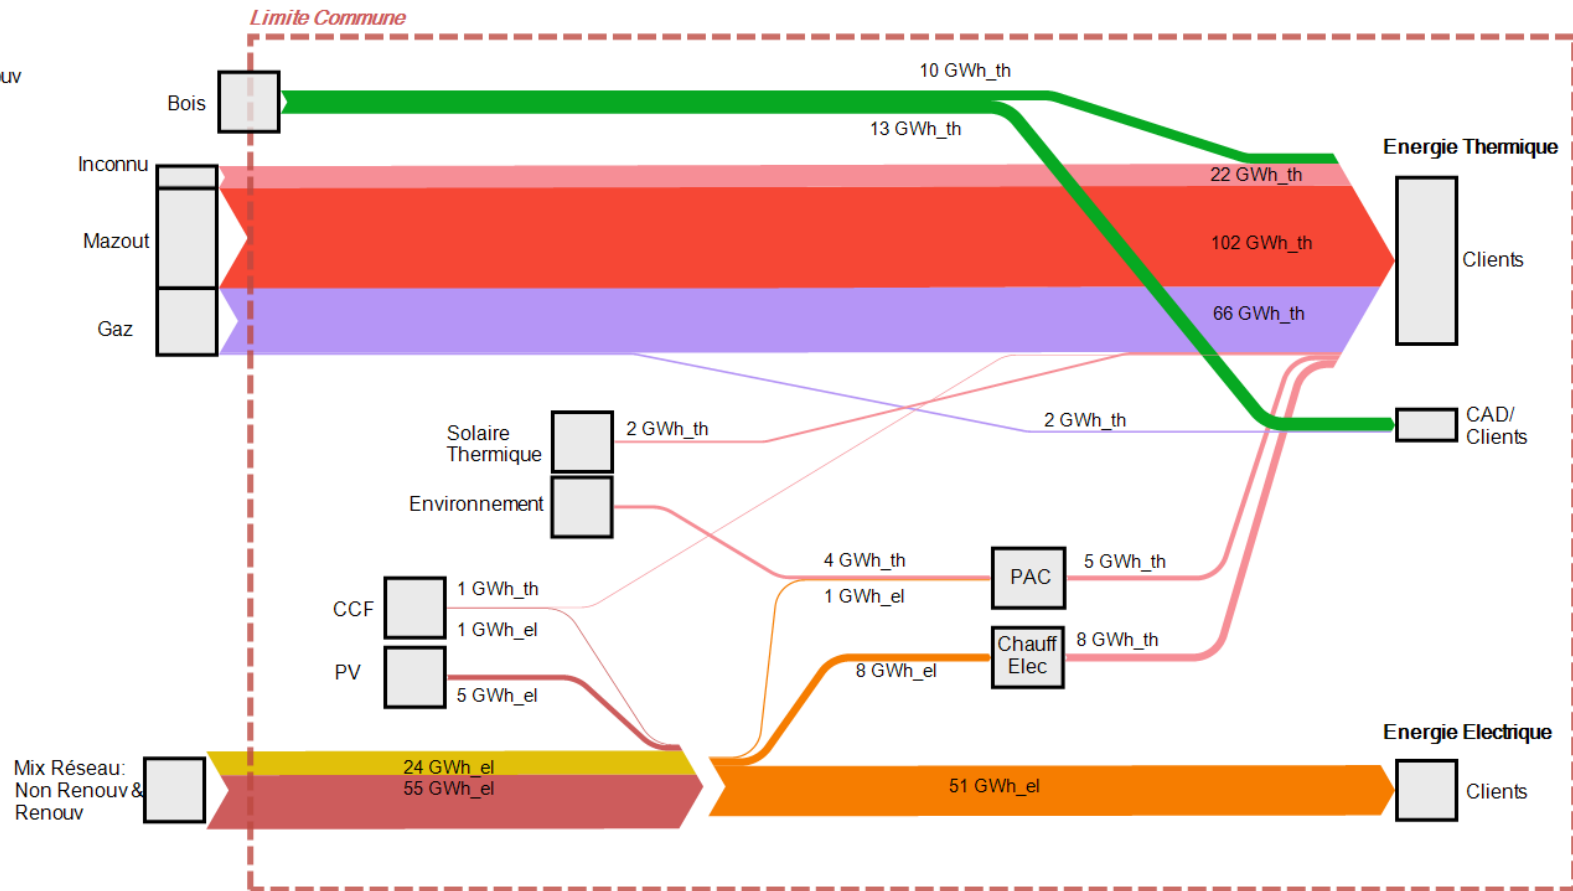 Limite Commune
uv
10 GWh_th
Bois
13 GWh_th
Energie Thermique
Inconnu
22 GWh_th
Mazout
102 GWh_th
Clients
Gaz
66 GWh_th
Solaire
Thermique
2 GWh_th
2 GWh_th
CAD/
Clients
Environnement
4 GWh_th
1 GWh_el
PAC
5 GWh_th
CCF
1 GWh_th
1 GWh_el
Chauff
Elec
8 GWh_th
8 GWh_el
PV
5 GWh_el
Energie Electrique
Mix Réseau:
Non Renouv &
Renouv
24 GWh_el
55 GWh_el
51 GWh_el
Clients